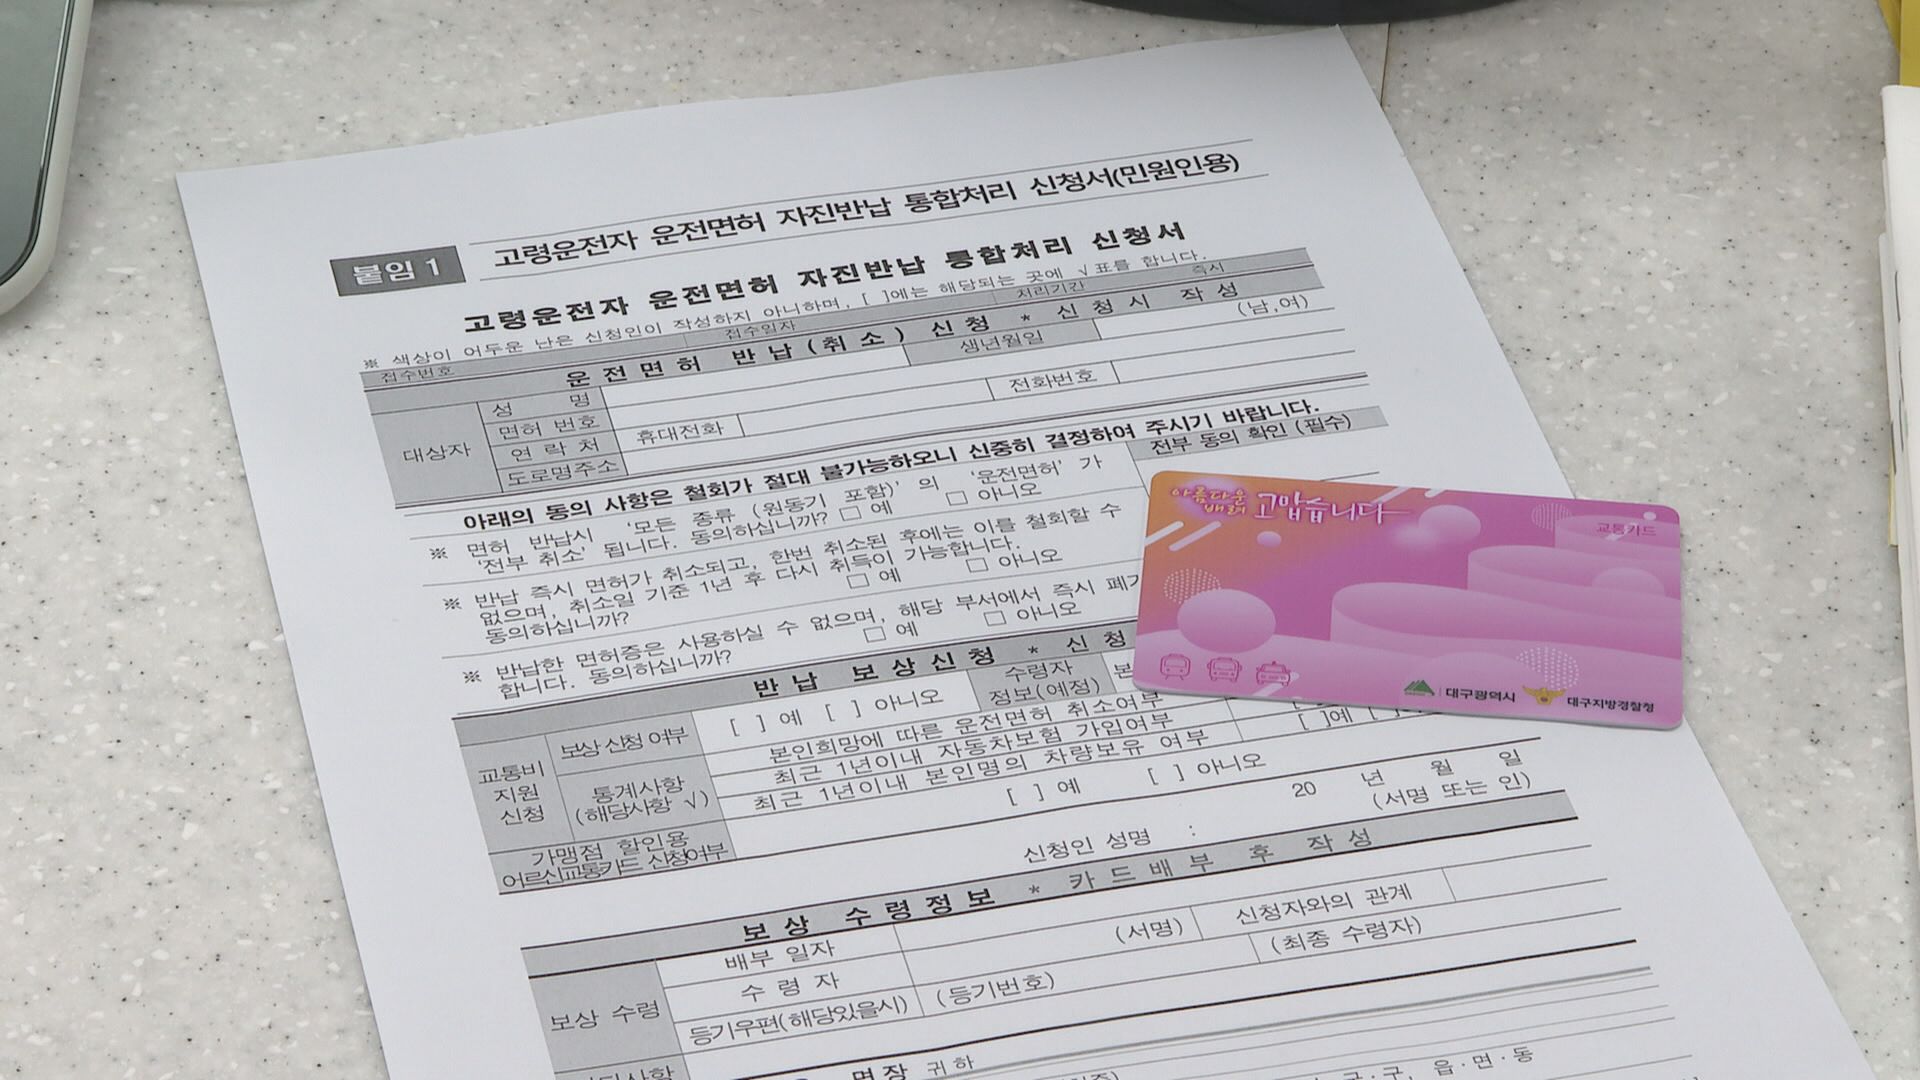 붙임 1
고령운전자 운전면허 자진반납 통합처리 신청서(민원인용)
고령운전자 운전면허 자진반납 통합처리 신청서
※ 색상이 어두운 난은 신청인이 작성하지 아니하며, [ ]에는 해당되는 곳에 √표를 합니다.
접수번호 접수일자 처리기간 즉시
운전면허 반납(취소) 신청 * 신청시 작성
대상자
성 명 생년월일 (남,여)
면허 번호
연락처 휴대전화 전화번호
도로명주소
아래의 동의 사항은 철회가 절대 불가능하오니 신중히 결정하여 주시기 바랍니다.
전부 동의 확인 (필수)
※ 면허 반납시 '모든 종류 (원동기 포함)' 의 '운전면허' 가
'전부 취소' 됩니다. 동의하십니까? □ 예 □ 아니오
※ 반납 즉시 면허가 취소되고, 한번 취소된 후에는 이를 철회할 수
없으며, 취소일 기준 1년 후 다시 취득이 가능합니다.
동의하십니까? □ 예 □ 아니오
※ 반납한 면허증은 사용하실 수 없으며, 해당 부서에서 즉시 폐기
합니다. 동의하십니까? □ 예 □ 아니오
반납 보상신청 * 신청
교통비 지원 신청
보상 신청 여부 [ ] 예 [ ] 아니오 수령자 정보(예정) 본
통계사항 (해당사항 √)
본인희망에 따른 운전면허 취소여부
최근 1년이내 자동차보험 가입여부
최근 1년이내 본인명의 차량보유 여부 [ ]예 [
가맹점 할인용
어르신교통카드 신청여부 [ ] 예 [ ] 아니오
20 년 월 일
신청인 성명 : (서명 또는 인)
보상 수령정보 * 카드배부 후 작성
보상 수령
배부 일자
수령자 (서명) 신청자와의 관계
등기우편(해당있을시) (등기번호) (최종 수령자)
면장 귀하
구·구, 읍·면·동
아름다운 배려 고맙습니다
교통카드
대구광역시 대구지방경찰청